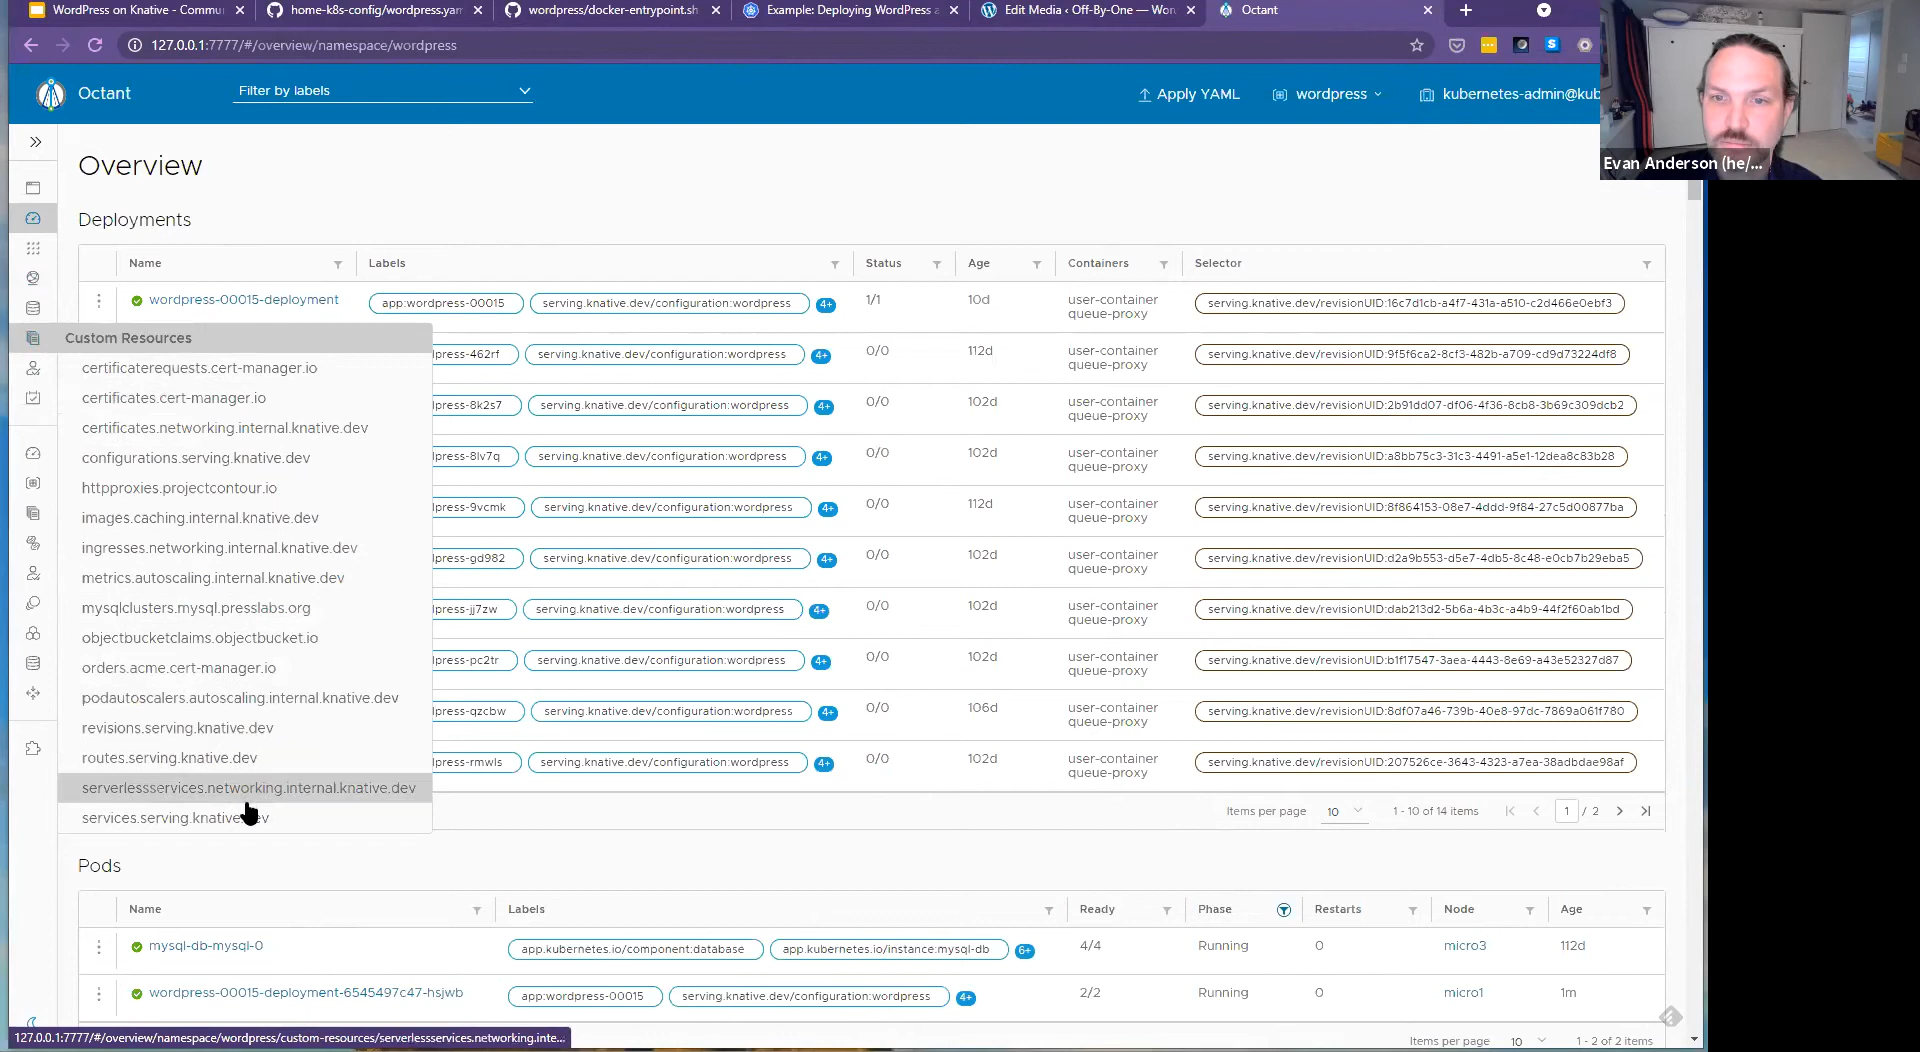 WordPress on Knative - Commu
home-k8s-config/wordpress.yam
wordpress/docker-entrypoint.sh
Example: Deploying WordPress a
Edit Media ‹ Off-By-One — Wor
Octant
127.0.0.1:7777/#/overview/namespace/wordpress
Octant
Filter by labels
Apply YAML
wordpress
kubernetes-admin@kub
Evan Anderson (he/...
Overview
Deployments
Name Labels Status Age Containers Selector
wordpress-00015-deployment app:wordpress-00015 serving.knative.dev/configuration:wordpress 4+ 1/1 10d user-container serving.knative.dev/revisionUID:16c7d1cb-a4f7-431a-a510-c2d466e0ebf3
queue-proxy
Custom Resources
lpress-462rf serving.knative.dev/configuration:wordpress 4+ 0/0 112d user-container serving.knative.dev/revisionUID:9f5f6ca2-8cf3-482b-a709-cd9d73224df8
queue-proxy
certificaterequests.cert-manager.io
certificates.cert-manager.io
lpress-8k2s7 serving.knative.dev/configuration:wordpress 4+ 0/0 102d user-container serving.knative.dev/revisionUID:2b91dd07-df06-4f36-8cb8-3b69c309dcb2
queue-proxy
certificates.networking.internal.knative.dev
configurations.serving.knative.dev
lpress-8lv7q serving.knative.dev/configuration:wordpress 4+ 0/0 102d user-container serving.knative.dev/revisionUID:a8bb75c3-31c3-4491-a5e1-12dea8c83b28
queue-proxy
httpproxies.projectcontour.io
images.caching.internal.knative.dev
lpress-9vcmk serving.knative.dev/configuration:wordpress 4+ 0/0 112d user-container serving.knative.dev/revisionUID:8f864153-08e7-4ddd-9f84-27c5d00877ba
queue-proxy
ingresses.networking.internal.knative.dev
lpress-gd982 serving.knative.dev/configuration:wordpress 4+ 0/0 102d user-container serving.knative.dev/revisionUID:d2a9b553-d5e7-4db5-8c48-e0cb7b29eba5
queue-proxy
metrics.autoscaling.internal.knative.dev
mysqlclusters.mysql.presslabs.org
lpress-jj7zw serving.knative.dev/configuration:wordpress 4+ 0/0 102d user-container serving.knative.dev/revisionUID:dab213d2-5b6a-4b3c-a4b9-44f2f60ab1bd
queue-proxy
objectbucketclaims.objectbucket.io
orders.acme.cert-manager.io
lpress-pc2tr serving.knative.dev/configuration:wordpress 4+ 0/0 102d user-container serving.knative.dev/revisionUID:b1f17547-3aea-4443-8e69-a43e52327d87
queue-proxy
podautoscalers.autoscaling.internal.knative.dev
revisions.serving.knative.dev
lpress-qzcbw serving.knative.dev/configuration:wordpress 4+ 0/0 106d user-container serving.knative.dev/revisionUID:8df07a46-739b-40e8-97dc-7869a061f780
queue-proxy
routes.serving.knative.dev
lpress-rmwls serving.knative.dev/configuration:wordpress 4+ 0/0 102d user-container serving.knative.dev/revisionUID:207526ce-3643-4323-a7ea-38adbdae98af
queue-proxy
serverlessservices.networking.internal.knative.dev
services.serving.knative.dev
Items per page 10 1 - 10 of 14 items 1 / 2
Pods
Name Labels Ready Phase Restarts Node Age
mysql-db-mysql-0 app.kubernetes.io/component:database app.kubernetes.io/instance:mysql-db 6+ 4/4 Running 0 micro3 112d
wordpress-00015-deployment-6545497c47-hsjwb app:wordpress-00015 serving.knative.dev/configuration:wordpress 4+ 2/2 Running 0 micro1 1m
127.0.0.1:7777/#/overview/namespace/wordpress/custom-resources/serverlessservices.networking.inte...
Items per page 10 1 - 2 of 2 items